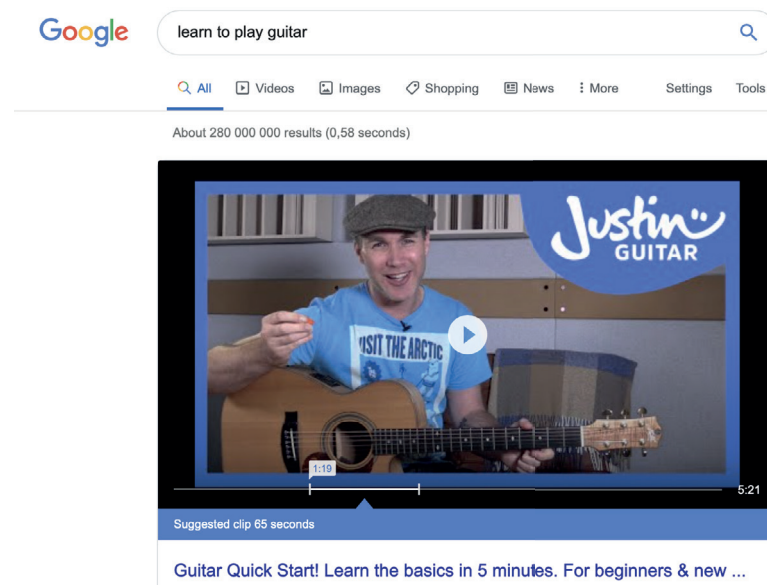 Google
learn to play guitar
All Videos Images Shopping News More Settings Tools
About 280 000 000 results (0,58 seconds)
Justin
GUITAR
VISIT THE ARCTIC
1:19
5:21
Suggested clip 65 seconds
Guitar Quick Start! Learn the basics in 5 minutes. For beginners & new ...